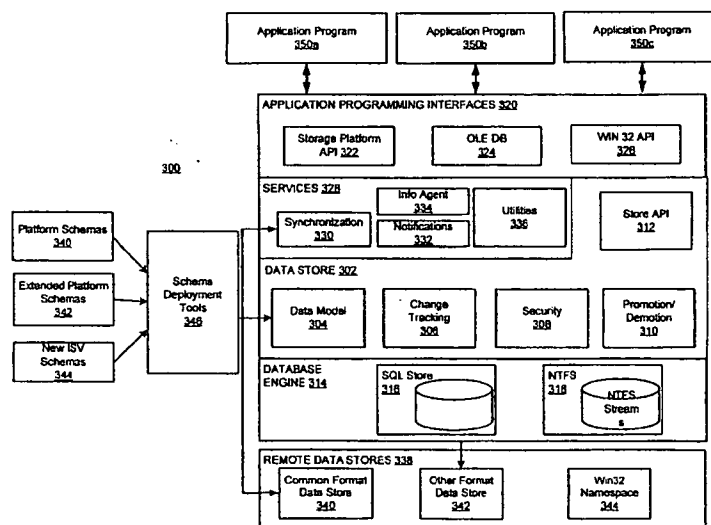 Application Program
350a
Application Program
350b
Application Program
350c
APPLICATION PROGRAMMING INTERFACES 320
Storage Platform
API 322
OLE DB
324
WIN 32 API
326
300
SERVICES 328
Info Agent
334
Synchronization
330
Notifications
332
Utilities
336
Store API
312
Platform Schemas
340
Extended Platform
Schemas
342
New ISV
Schemas
344
Schema
Deployment
Tools
346
DATA STORE 302
Data Model
304
Change
Tracking
306
Security
308
Promotion/
Demotion
310
DATABASE
ENGINE 314
SQL Store
316
NTFS
318
NTFS
Stream
s
REMOTE DATA STORES 338
Common Format
Data Store
340
Other Format
Data Store
342
Win32
Namespace
344